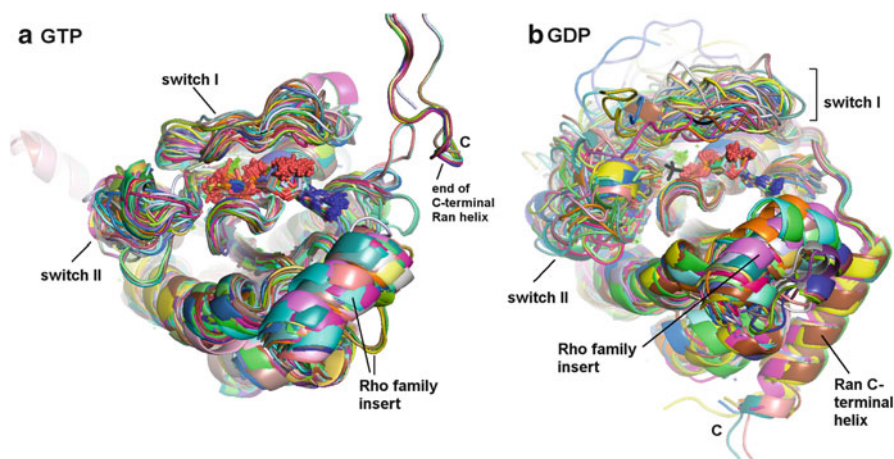 a GTP
switch I
switch II
C
end of
C-terminal
Ran helix
Rho family
insert
b GDP
switch I
switch II
Rho family
insert
Ran C-
terminal
helix
C